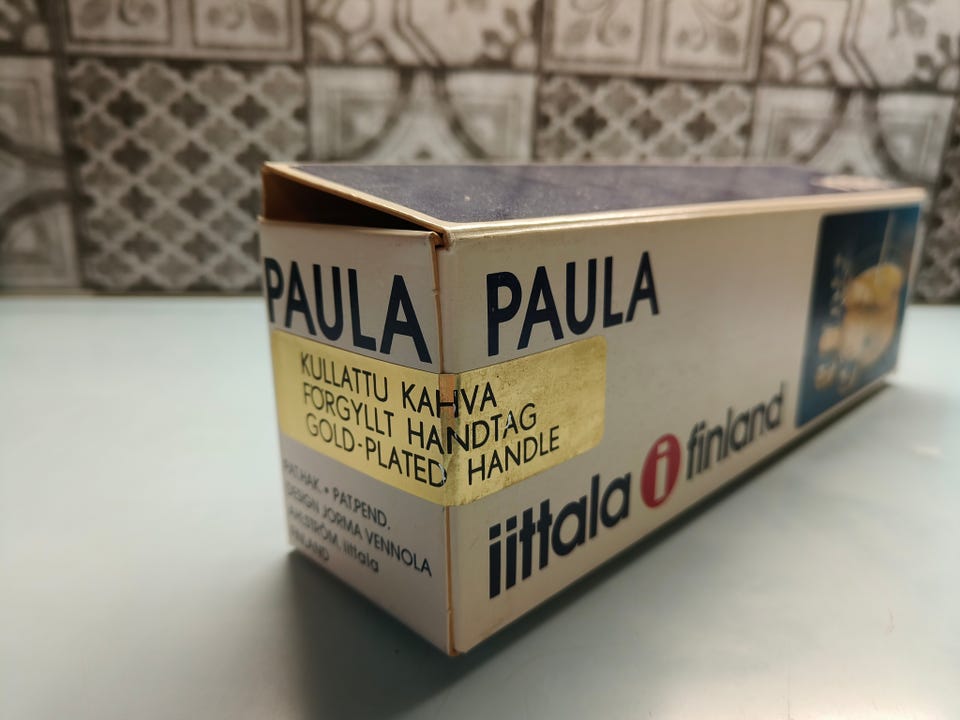 PAULA
PAULA
KULLATTU KAHVA
FÖRGYLLT HANDTAG
GOLD-PLATED HANDLE
PAT.HAK. • PAT.PEND.
DESIGN JORMA VENNOLA
AHLSTRÖM, iittala
FINLAND
iittala i finland